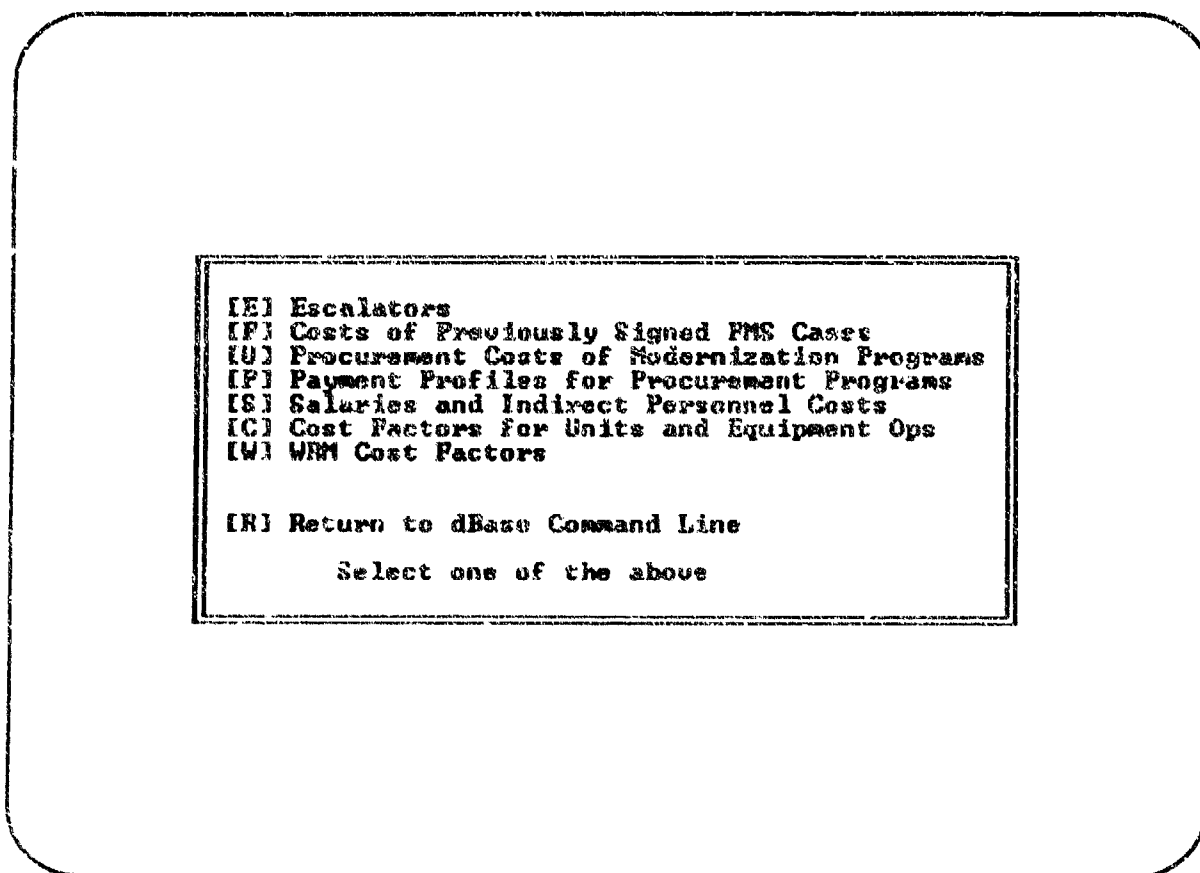 [E] Escalators
[F] Costs of Previously Signed FMS Cases
[U] Procurement Costs of Modernization Programs
[P] Payment Profiles for Procurement Programs
[S] Salaries and Indirect Personnel Costs
[C] Cost Factors for Units and Equipment Ops
[W] WRM Cost Factors
[R] Return to dBase Command Line
Select one of the above